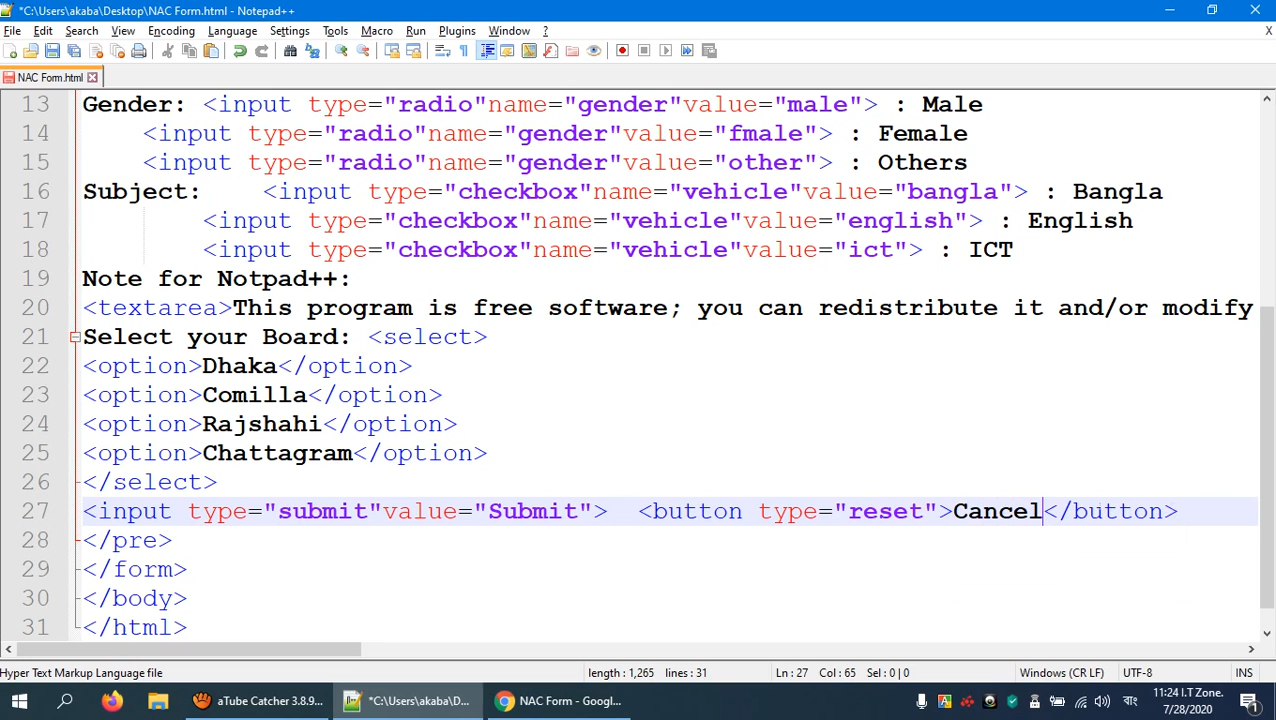 *C:\Users\akaba\Desktop\NAC Form.html - Notepad++
File Edit Search View Encoding Language Settings Tools Macro Run Plugins Window ? X
NAC Form.html
13 Gender: <input type="radio"name="gender"value="male"> : Male
14 <input type="radio"name="gender"value="fmale"> : Female
15 <input type="radio"name="gender"value="other"> : Others
16 Subject: <input type="checkbox"name="vehicle"value="bangla"> : Bangla
17 <input type="checkbox"name="vehicle"value="english"> : English
18 <input type="checkbox"name="vehicle"value="ict"> : ICT
19 Note for Notpad++:
20 <textarea>This program is free software; you can redistribute it and/or modify
21 Select your Board: <select>
22 <option>Dhaka</option>
23 <option>Comilla</option>
24 <option>Rajshahi</option>
25 <option>Chattagram</option>
26 </select>
27 <input type="submit"value="Submit"> <button type="reset">Cancel</button>
28 </pre>
29 </form>
30 </body>
31 </html>
Hyper Text Markup Language file length : 1,265 lines : 31 Ln : 27 Col : 65 Sel : 0 | 0 Windows (CR LF) UTF-8 INS
aTube Catcher 3.8.9... *C:\Users\akaba\D... NAC Form - Googl... বাং 11:24 I.T Zone.
7/28/2020